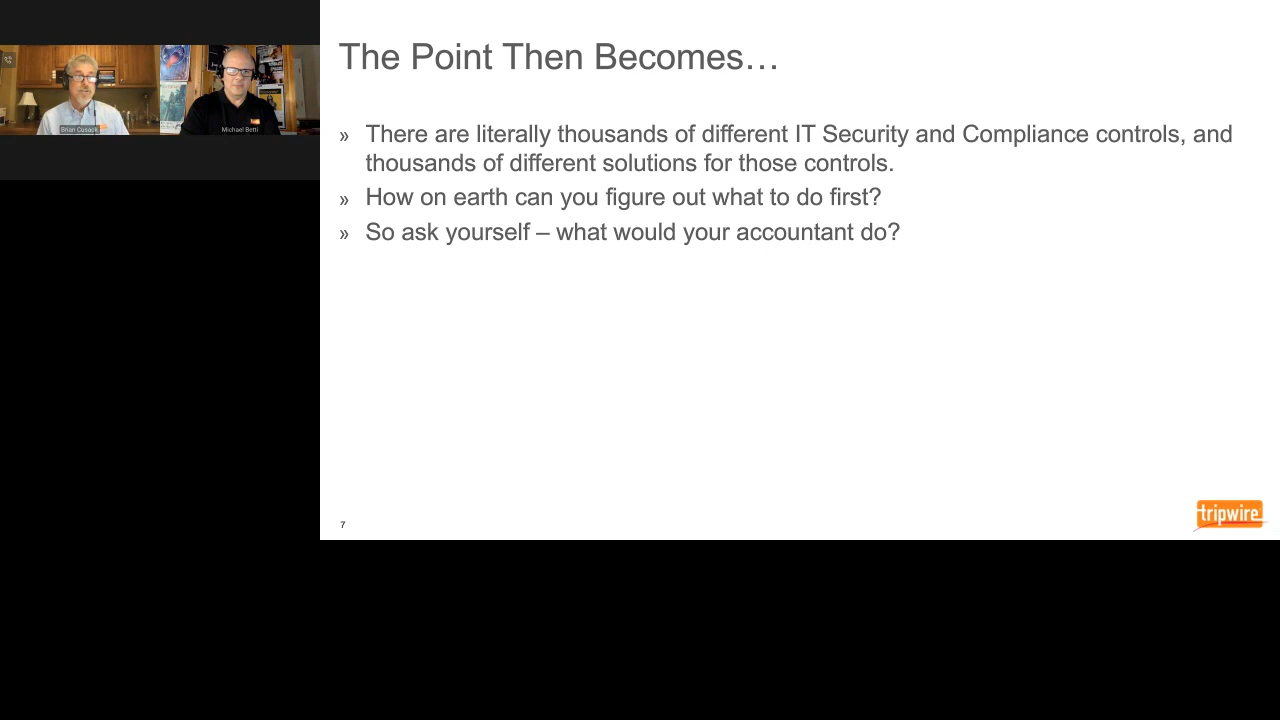 Brian Cusack
Michael Betti
The Point Then Becomes…
» There are literally thousands of different IT Security and Compliance controls, and
thousands of different solutions for those controls.
» How on earth can you figure out what to do first?
» So ask yourself – what would your accountant do?
7
tripwire